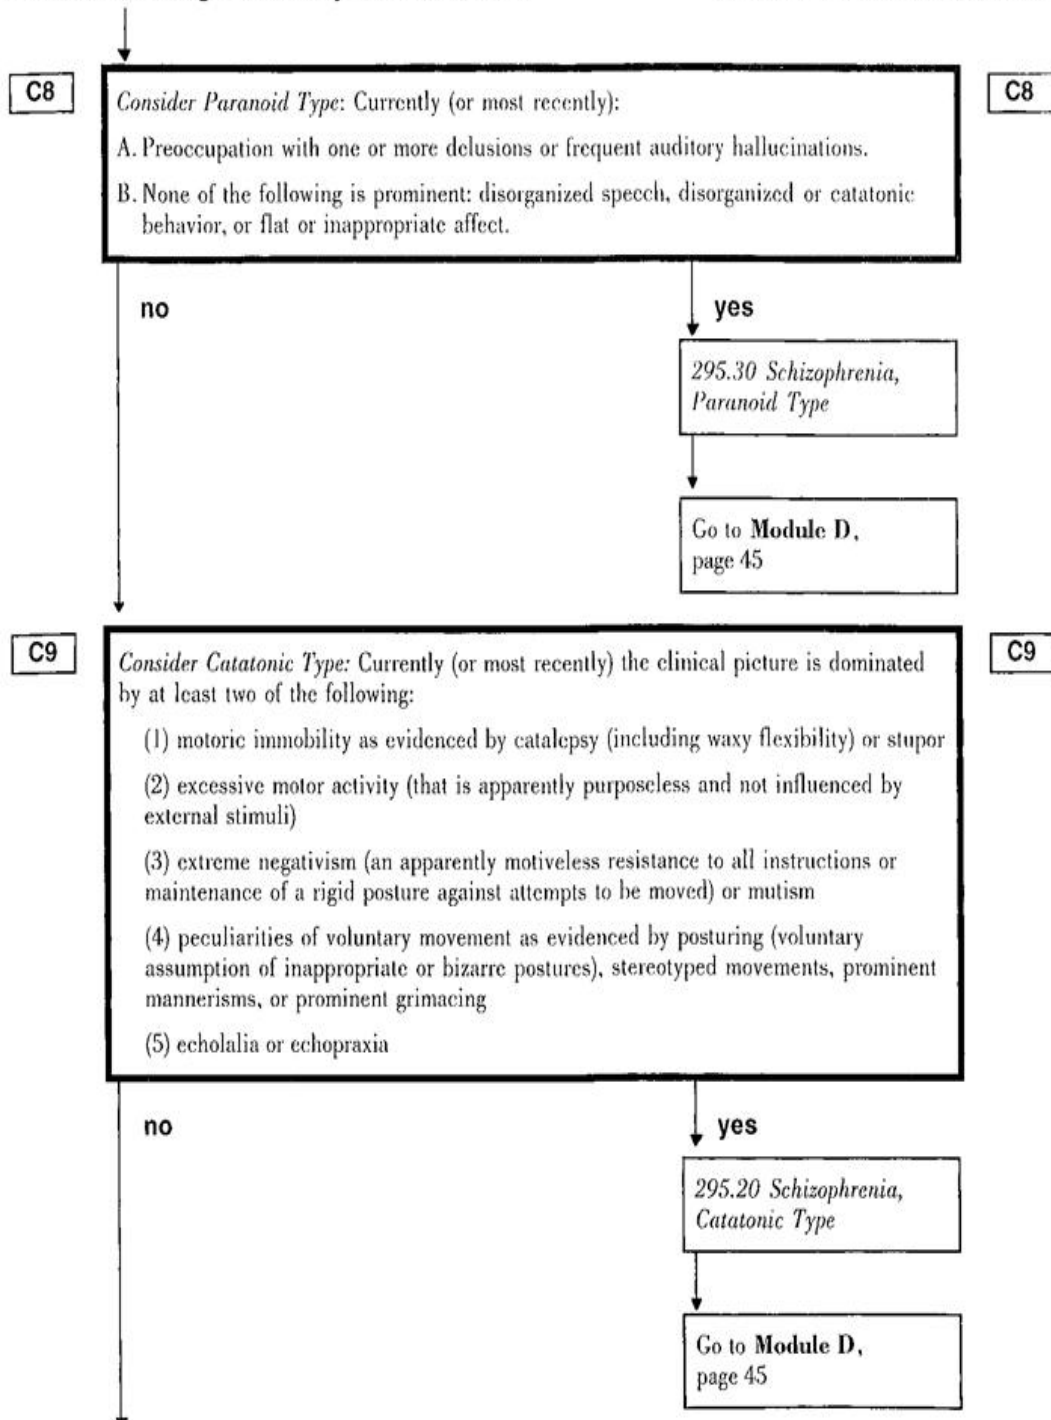 C8
C8
Consider Paranoid Type: Currently (or most recently):
A. Preoccupation with one or more delusions or frequent auditory hallucinations.
B. None of the following is prominent: disorganized speech, disorganized or catatonic
behavior, or flat or inappropriate affect.
no
yes
295.30 Schizophrenia,
Paranoid Type
Go to Module D,
page 45
C9
C9
Consider Catatonic Type: Currently (or most recently) the clinical picture is dominated
by at least two of the following:
(1) motoric immobility as evidenced by catalepsy (including waxy flexibility) or stupor
(2) excessive motor activity (that is apparently purposeless and not influenced by
external stimuli)
(3) extreme negativism (an apparently motiveless resistance to all instructions or
maintenance of a rigid posture against attempts to be moved) or mutism
(4) peculiarities of voluntary movement as evidenced by posturing (voluntary
assumption of inappropriate or bizarre postures), stereotyped movements, prominent
mannerisms, or prominent grimacing
(5) echolalia or echopraxia
no
yes
295.20 Schizophrenia,
Catatonic Type
Go to Module D,
page 45